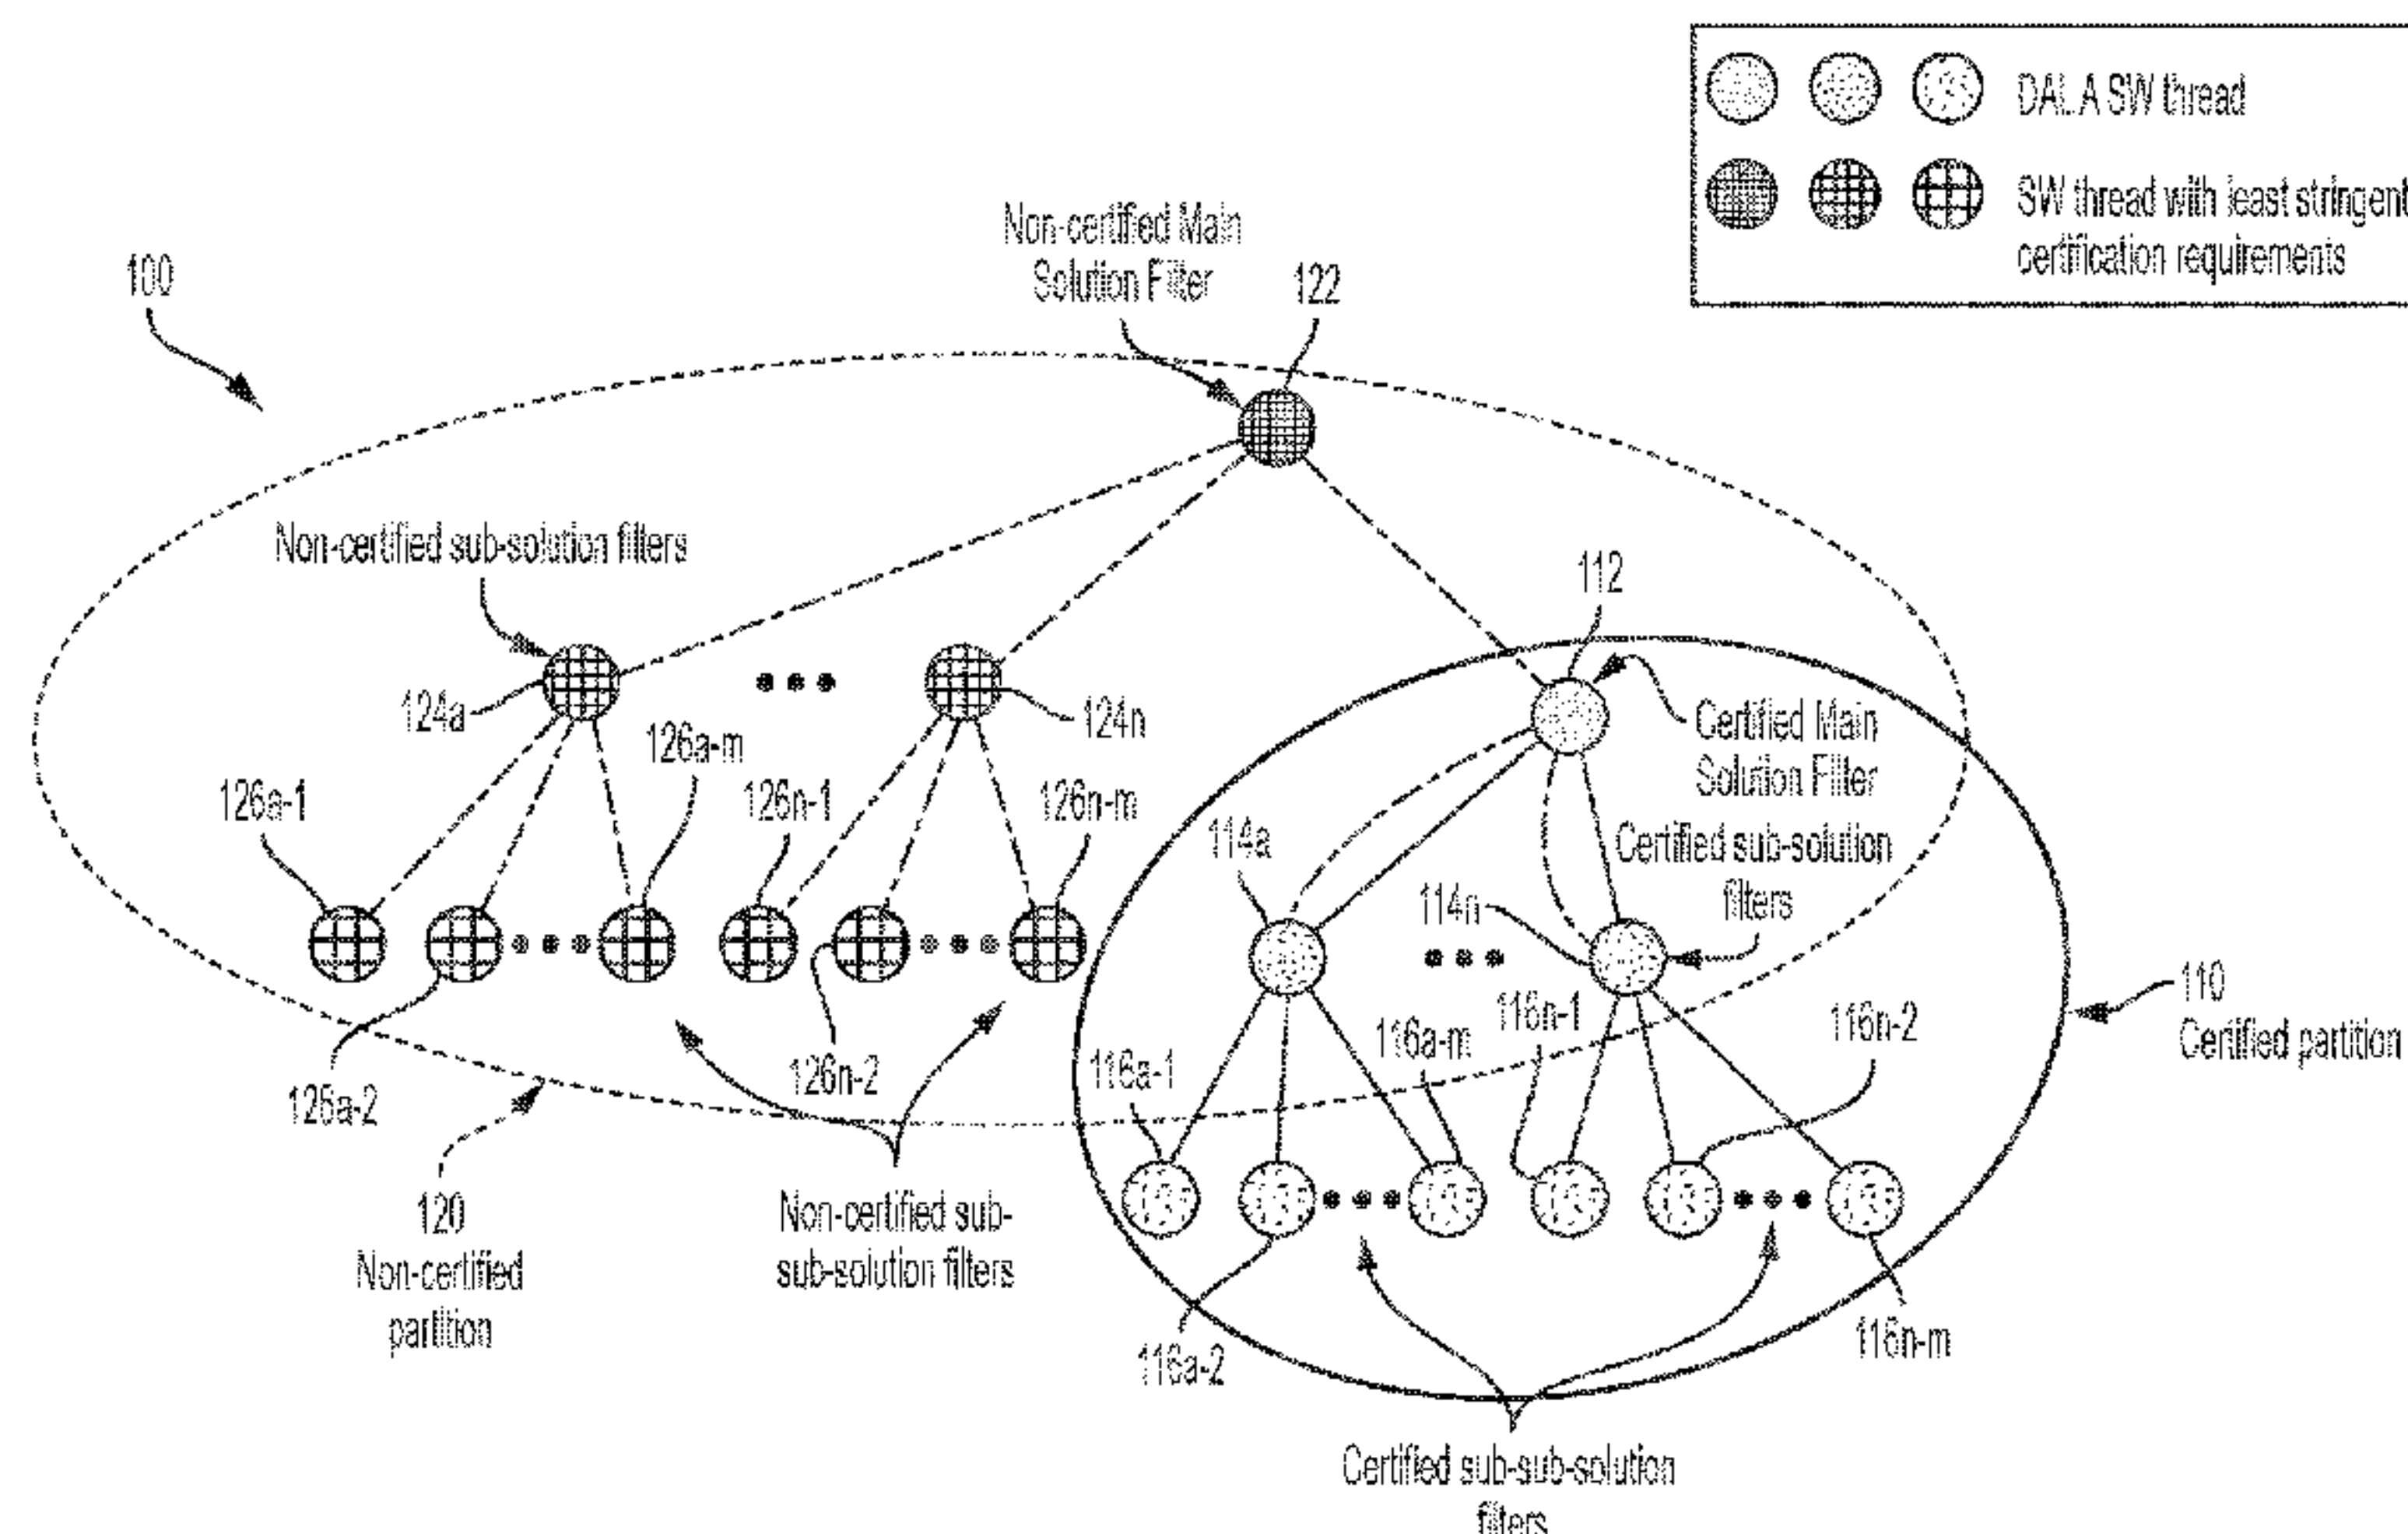 DAL A SW thread
SW thread with least stringent
certification requirements
100
Non-certified Main
Solution Filter
122
Non-certified sub-solution filters
112
124a
124n
Certified Main
Solution Filter
126a-m
126a-1
126n-1
126n-m
114a
Certified sub-solution
filters
114n
110
Certified partition
116n-1
116n-2
116a-m
116a-1
126n-2
126a-2
120
Non-certified
partition
Non-certified sub-
sub-solution filters
116a-2
116n-m
Certified sub-sub-solution
filters